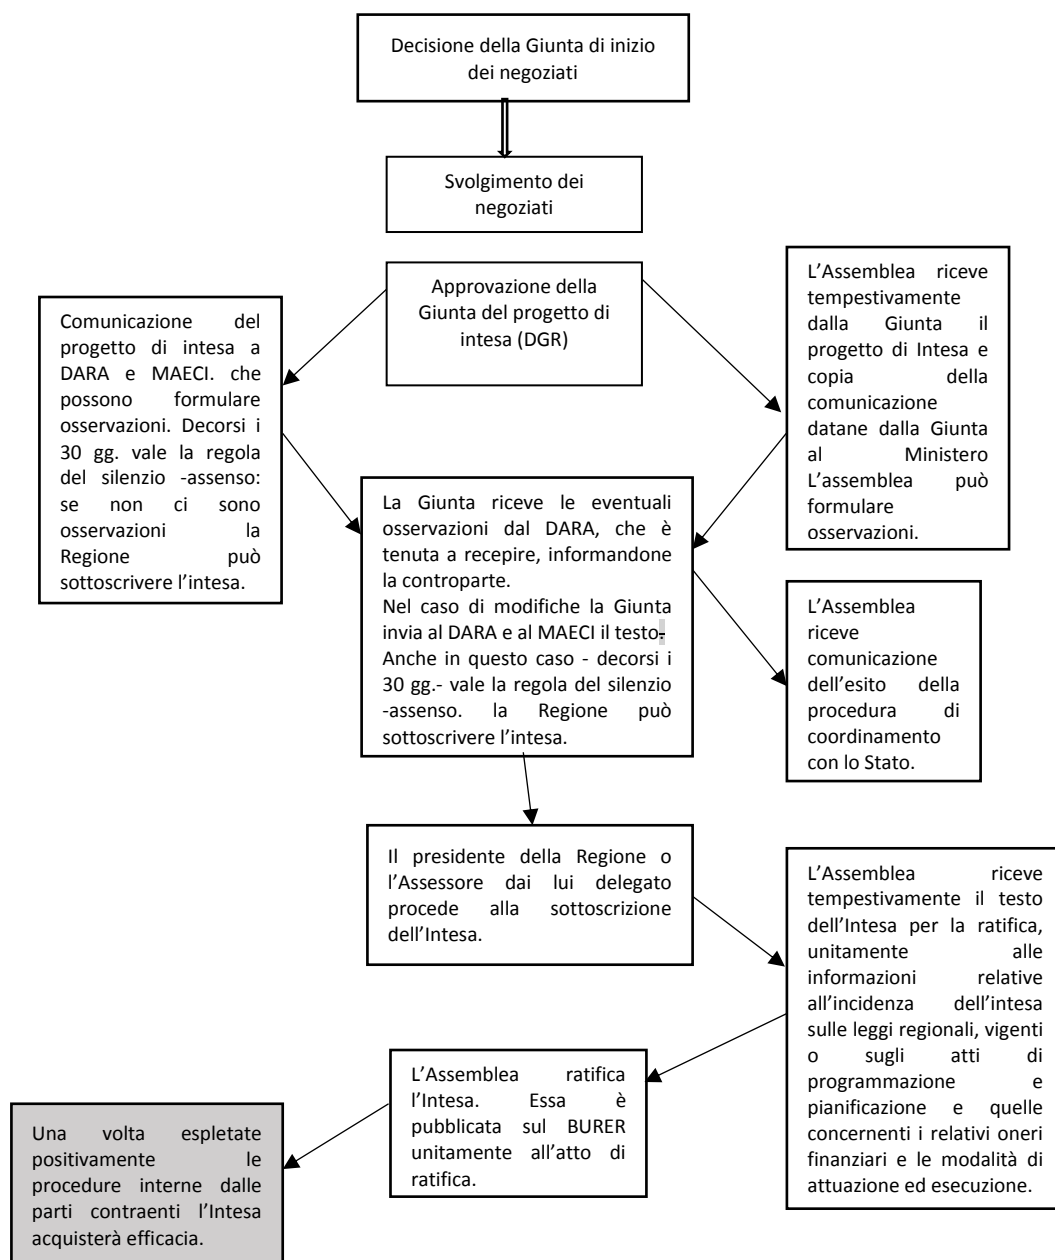 Decisione della Giunta di inizio
dei negoziati
Svolgimento dei
negoziati
Approvazione della
Giunta del progetto di
intesa (DGR)
Comunicazione del
progetto di intesa a
DARA e MAECI. che
possono formulare
osservazioni. Decorsi i
30 gg. vale la regola
del silenzio -assenso:
se non ci sono
osservazioni la
Regione può
sottoscrivere l’intesa.
L’Assemblea riceve
tempestivamente
dalla Giunta il
progetto di Intesa e
copia della
comunicazione
datane dalla Giunta
al Ministero
L’assemblea può
formulare
osservazioni.
La Giunta riceve le eventuali
osservazioni dal DARA, che è
tenuta a recepire, informandone
la controparte.
Nel caso di modifiche la Giunta
invia al DARA e al MAECI il testo.
Anche in questo caso - decorsi i
30 gg.- vale la regola del silenzio
-assenso. la Regione può
sottoscrivere l’intesa.
L’Assemblea
riceve
comunicazione
dell’esito della
procedura di
coordinamento
con lo Stato.
Il presidente della Regione o
l’Assessore dai lui delegato
procede alla sottoscrizione
dell’Intesa.
L’Assemblea riceve
tempestivamente il testo
dell’Intesa per la ratifica,
unitamente alle
informazioni relative
all’incidenza dell’intesa
sulle leggi regionali, vigenti
o sugli atti di
programmazione e
pianificazione e quelle
concernenti i relativi oneri
finanziari e le modalità di
attuazione ed esecuzione.
L’Assemblea ratifica
l’Intesa. Essa è
pubblicata sul BURER
unitamente all’atto di
ratifica.
Una volta espletate
positivamente le
procedure interne dalle
parti contraenti l’Intesa
acquisterà efficacia.